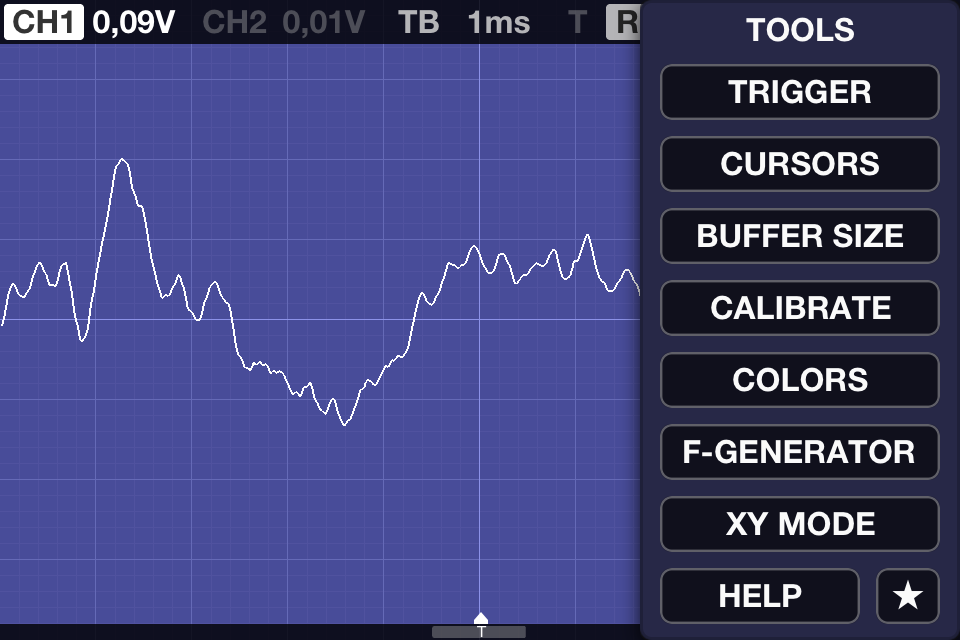 CH1 0,09V CH2 0,01V TB 1ms T R
TOOLS
TRIGGER
CURSORS
BUFFER SIZE
CALIBRATE
COLORS
F-GENERATOR
XY MODE
HELP ★
T